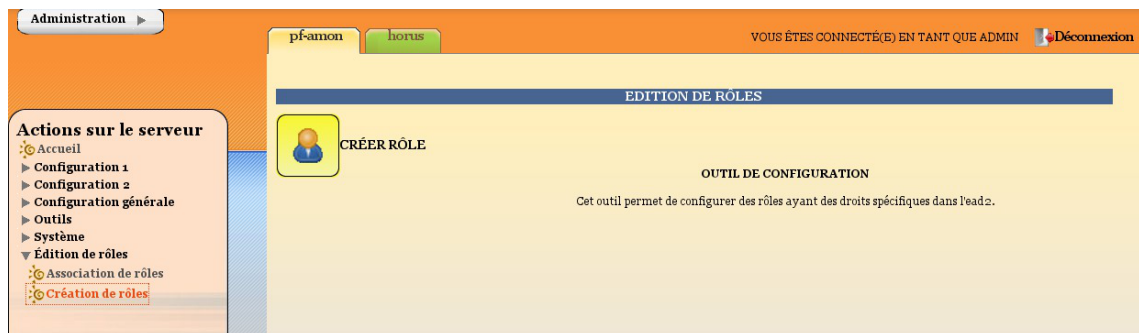 Administration
pf-amon
horus
VOUS ÊTES CONNECTÉ(E) EN TANT QUE ADMIN
Déconnexion
EDITION DE RÔLES
CRÉER RÔLE
OUTIL DE CONFIGURATION
Cet outil permet de configurer des rôles ayant des droits spécifiques dans l'ead2.
Actions sur le serveur
Accueil
Configuration 1
Configuration 2
Configuration générale
Outils
Système
Édition de rôles
Association de rôles
Création de rôles